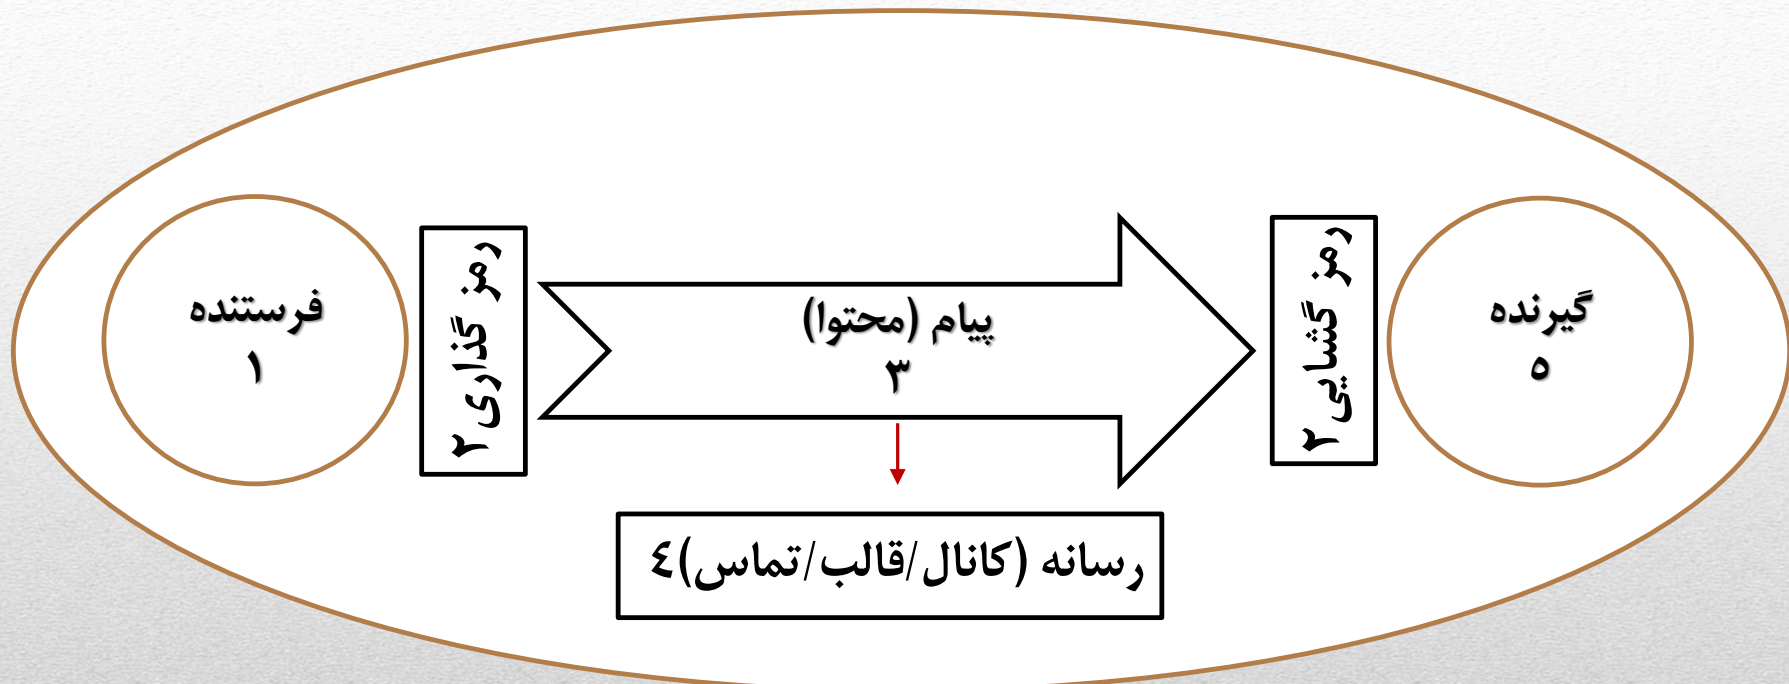 فرستنده
۱
رمز گذاری۲
پیام (محتوا)
۳
رمز گشایی۲
گیرنده
۵
رسانه (کانال/قالب/تماس)٤